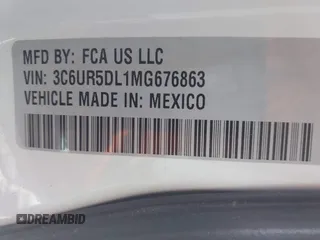 MFD BY: FCA US LLC
VIN: 3C6UR5DL1MG676863
VEHICLE MADE IN: MEXICO
DREAMBID